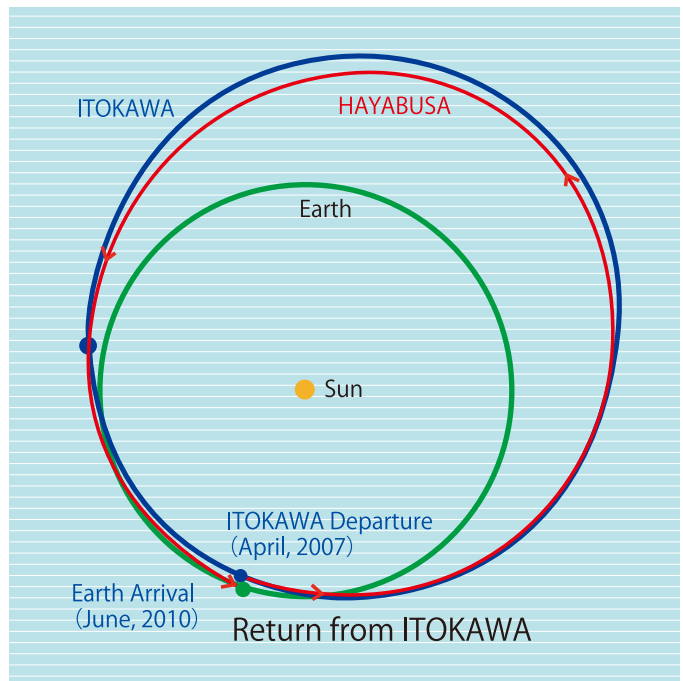 ITOKAWA
HAYABUSA
Earth
Sun
ITOKAWA Departure
（April, 2007）
Earth Arrival
（June, 2010）
Return from ITOKAWA